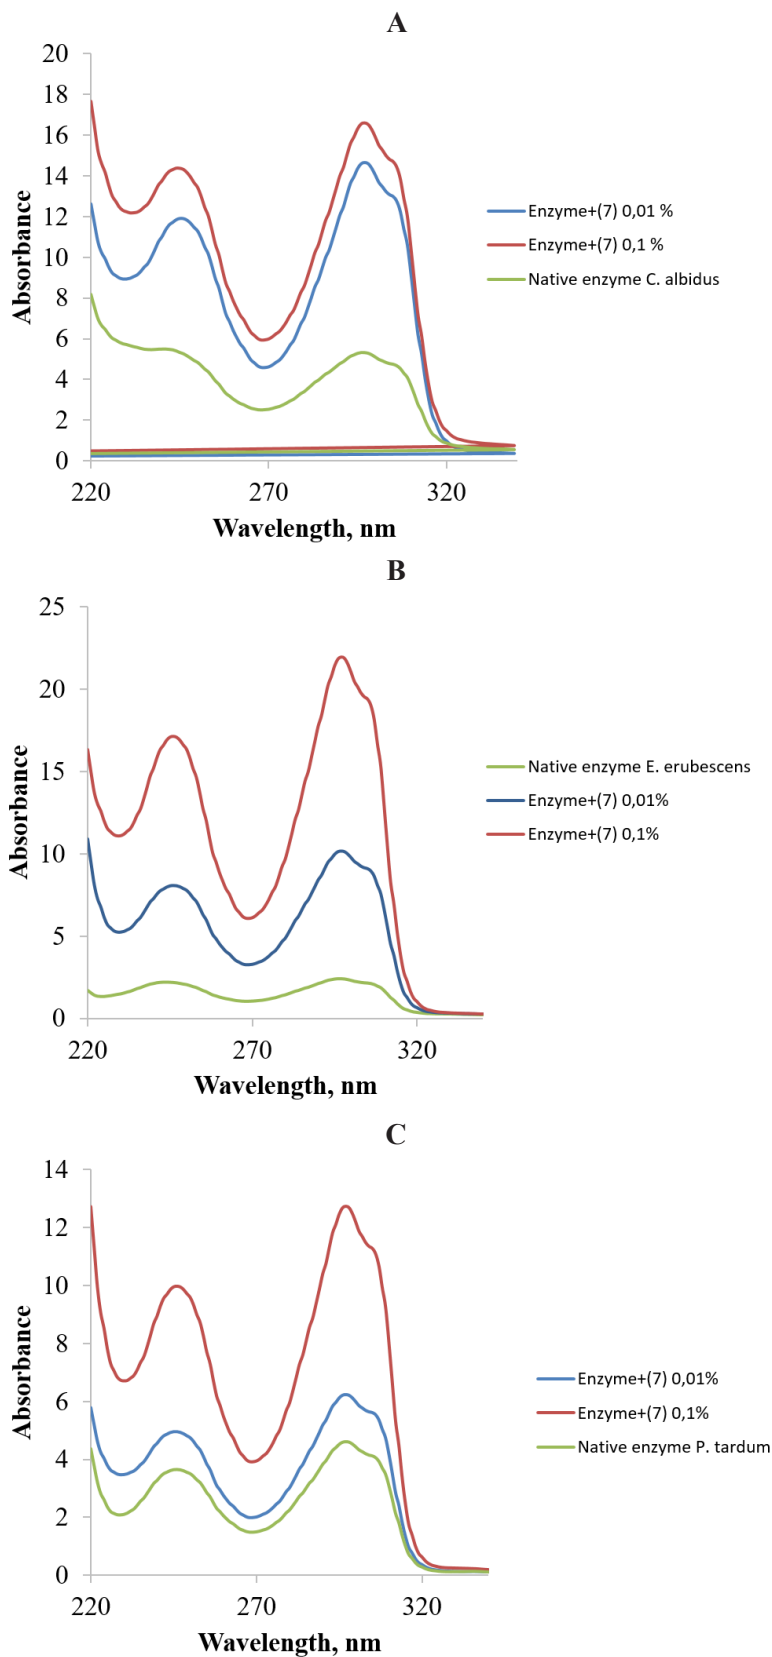 A
20
18
16
14
12
10
8
6
4
2
0
220 270 320
Absorbance
Wavelength, nm
Enzyme+(7) 0,01 %
Enzyme+(7) 0,1 %
Native enzyme C. albidus
B
25
20
15
10
5
0
220 270 320
Absorbance
Wavelength, nm
Native enzyme E. erubescens
Enzyme+(7) 0,01%
Enzyme+(7) 0,1%
C
14
12
10
8
6
4
2
0
220 270 320
Absorbance
Wavelength, nm
Enzyme+(7) 0,01%
Enzyme+(7) 0,1%
Native enzyme P. tardum